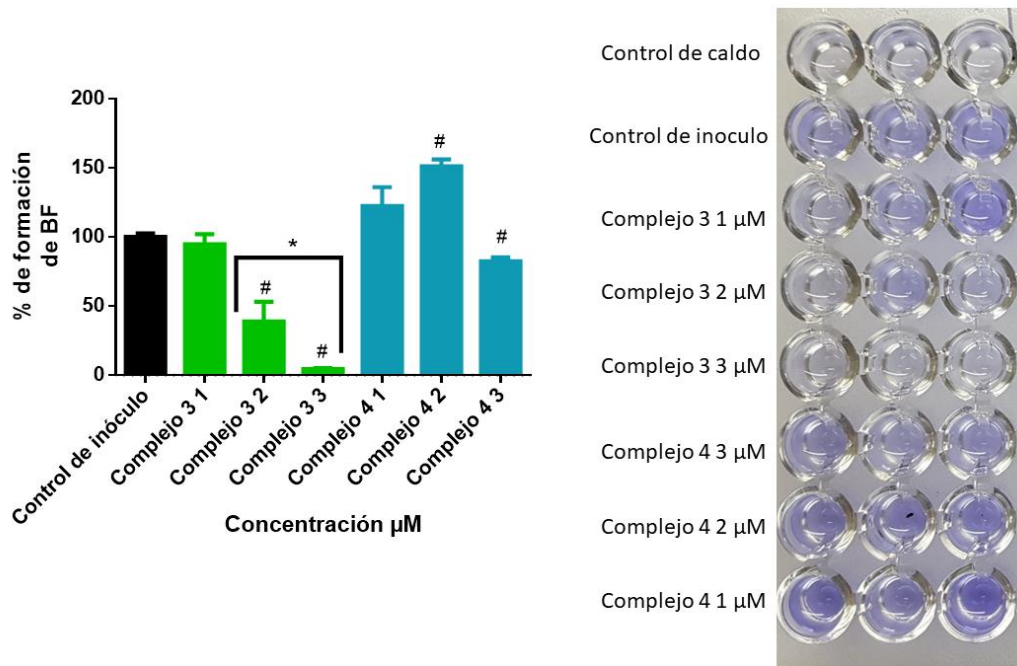 200
150
100
50
0
% de formación
de BF
#
*
#
#
#
Control de inóculo
Complejo 3 1
Complejo 3 2
Complejo 3 3
Complejo 4 1
Complejo 4 2
Complejo 4 3
Concentración µM
Control de caldo
Control de inoculo
Complejo 3 1 µM
Complejo 3 2 µM
Complejo 3 3 µM
Complejo 4 3 µM
Complejo 4 2 µM
Complejo 4 1 µM